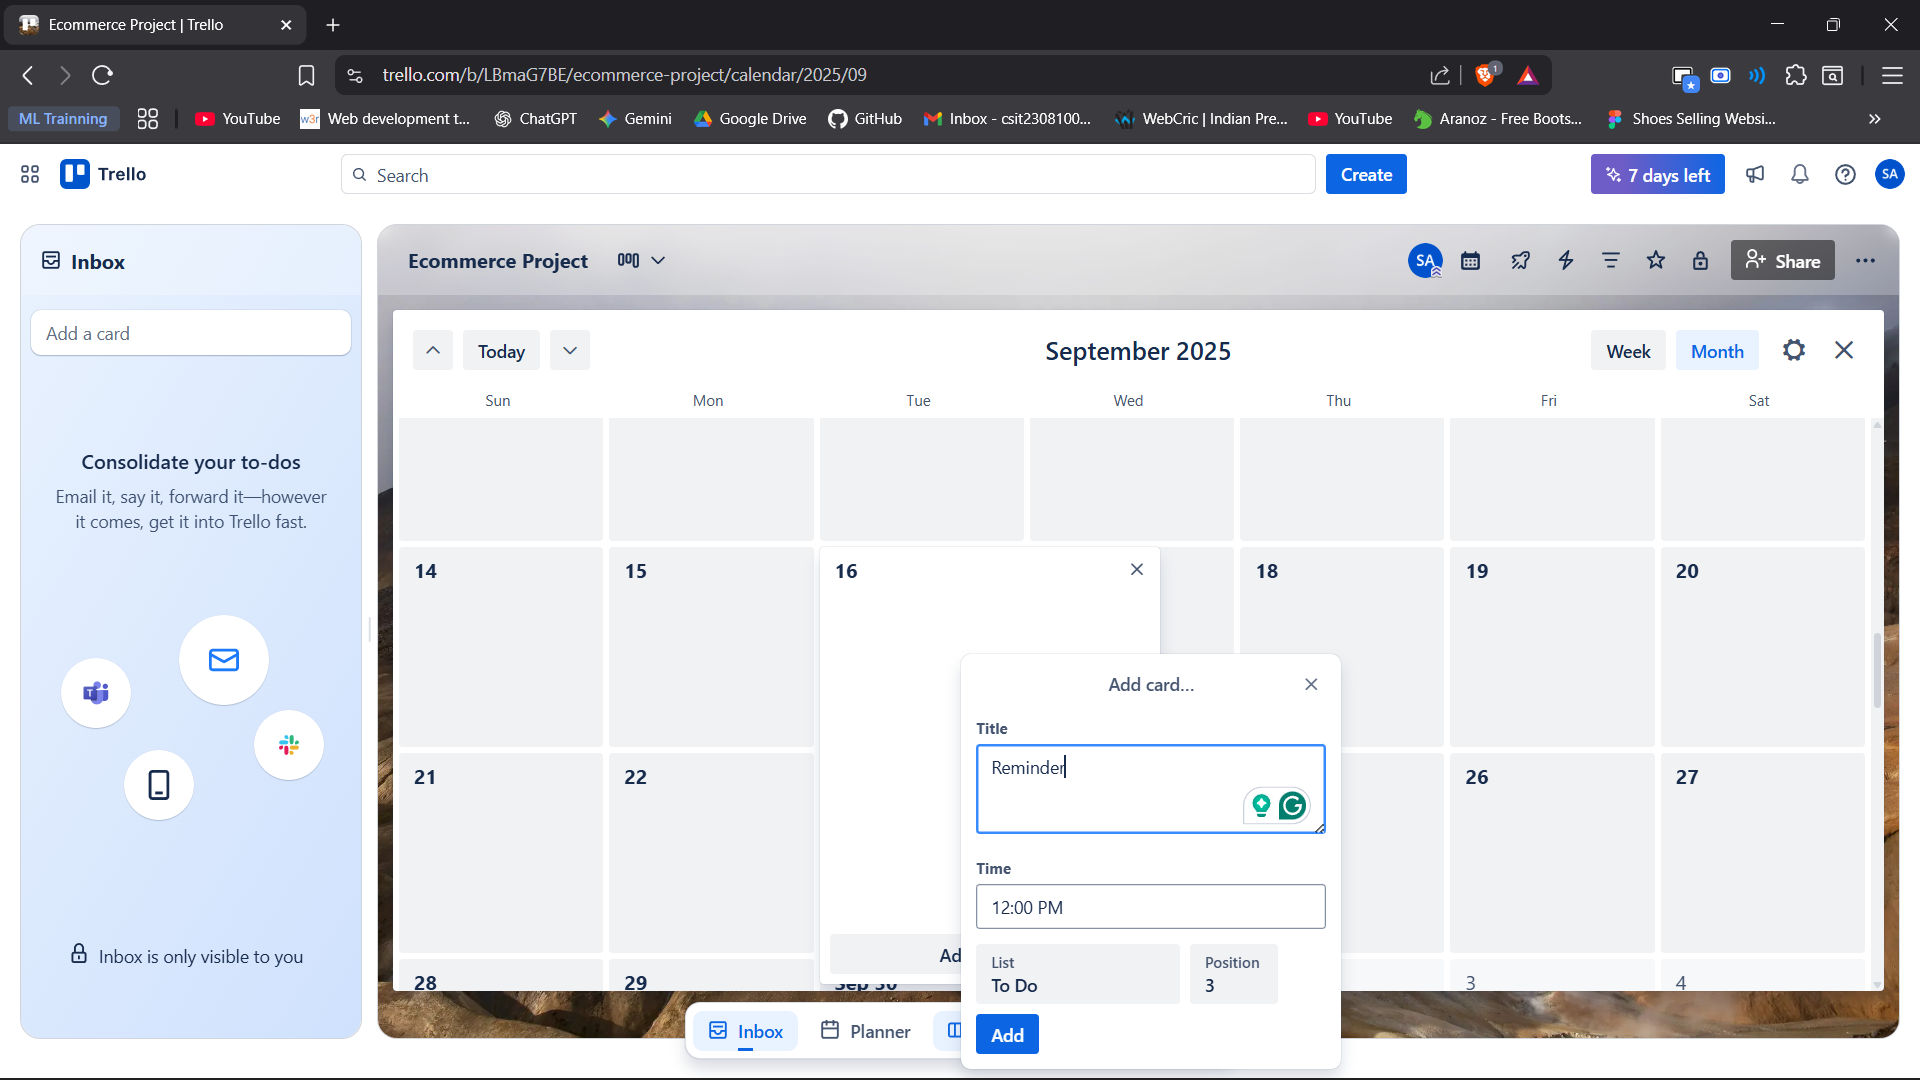 Ecommerce Project | Trello
trello.com/b/LBmaG7BE/ecommerce-project/calendar/2025/09
1
ML Trainning
YouTube
Web development t...
ChatGPT
Gemini
Google Drive
GitHub
Inbox - csit2308100...
WebCric | Indian Pre...
YouTube
Aranoz - Free Boots...
Shoes Selling Websi...
Trello
Search
Create
7 days left
SA
Inbox
Add a card
Consolidate your to-dos
Email it, say it, forward it—however
it comes, get it into Trello fast.
Inbox is only visible to you
Ecommerce Project
SA
Share
Today
September 2025
Week
Month
Sun Mon Tue Wed Thu Fri Sat
14 15 16 18 19 20
21 22 26 27
28 29 Sep 30 3 4
Ad
Add card...
Title
Reminder
Time
12:00 PM
List
To Do
Position
3
Add
Inbox
Planner